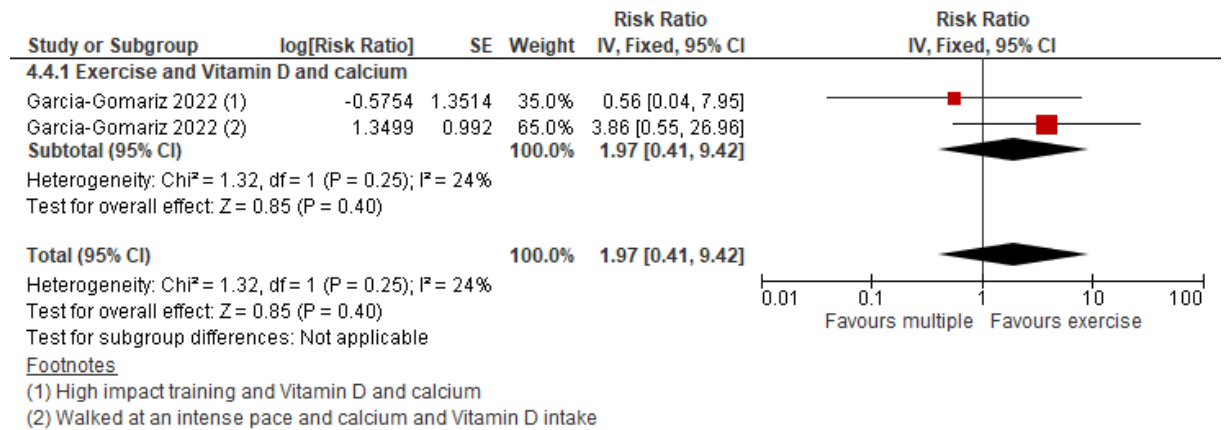 Risk Ratio Risk Ratio
Study or Subgroup log[Risk Ratio] SE Weight IV, Fixed, 95% CI IV, Fixed, 95% CI
4.4.1 Exercise and Vitamin D and calcium
Garcia-Gomariz 2022 (1) -0.5754 1.3514 35.0% 0.56 [0.04, 7.95]
Garcia-Gomariz 2022 (2) 1.3499 0.992 65.0% 3.86 [0.55, 26.96]
Subtotal (95% CI) 100.0% 1.97 [0.41, 9.42]
Heterogeneity: Chi² = 1.32, df = 1 (P = 0.25); I² = 24%
Test for overall effect: Z = 0.85 (P = 0.40)
Total (95% CI) 100.0% 1.97 [0.41, 9.42]
Heterogeneity: Chi² = 1.32, df = 1 (P = 0.25); I² = 24%
Test for overall effect: Z = 0.85 (P = 0.40)
Test for subgroup differences: Not applicable
0.01 0.1 1 10 100
Favours multiple Favours exercise
Footnotes
(1) High impact training and Vitamin D and calcium
(2) Walked at an intense pace and calcium and Vitamin D intake